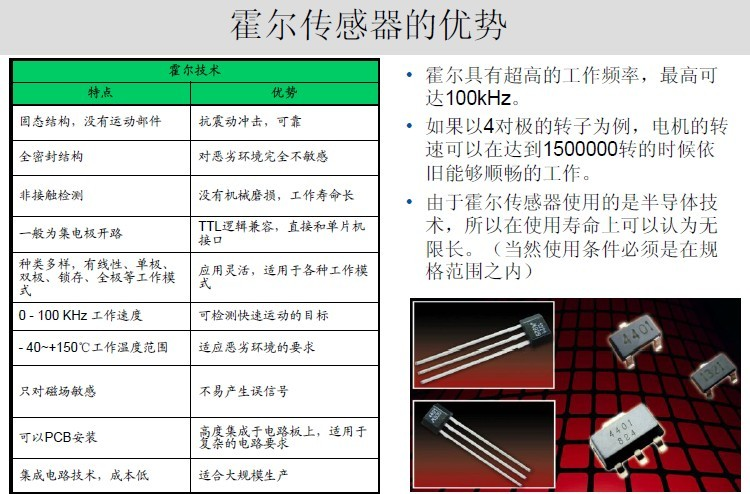 霍尔传感器的优势
霍尔技术
特点 优势
固态结构，没有运动部件 抗震动冲击，可靠
全密封结构 对恶劣环境完全不敏感
非接触检测 没有机械磨损，工作寿命长
一般为集电极开路 TTL逻辑兼容，直接和单片机
接口
种类多样，有线性、单极、
双极、锁存、全极等工作模
式
应用灵活，适用于各种工作模
式
0 - 100 KHz 工作速度 可检测快速运动的目标
- 40~+150℃工作温度范围 适应恶劣环境的要求
只对磁场敏感 不易产生误信号
可以PCB安装 高度集成于电路板上，适用于
复杂的电路要求
集成电路技术，成本低 适合大规模生产
• 霍尔具有超高的工作频率，最高可
达100kHz。
• 如果以4对极的转子为例，电机的转
速可以在达到1500000转的时候依
旧能够顺畅的工作。
• 由于霍尔传感器使用的是半导体技
术，所以在使用寿命上可以认为无
限长。（当然使用条件必须是在规
格范围之内）
4401
1321
4401
82A